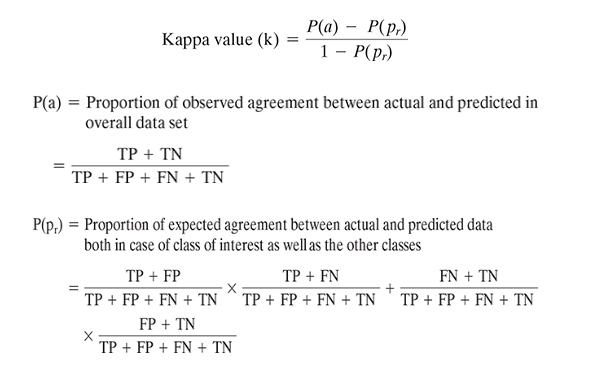 Kappa value (k) = P(a) − P(pᵣ)
1 − P(pᵣ)
P(a) = Proportion of observed agreement between actual and predicted in
overall data set
= TP + TN
TP + FP + FN + TN
P(pᵣ) = Proportion of expected agreement between actual and predicted data
both in case of class of interest as well as the other classes
= TP + FP × TP + FN + FN + TN
TP + FP + FN + TN TP + FP + FN + TN TP + FP + FN + TN
× FP + TN
TP + FP + FN + TN